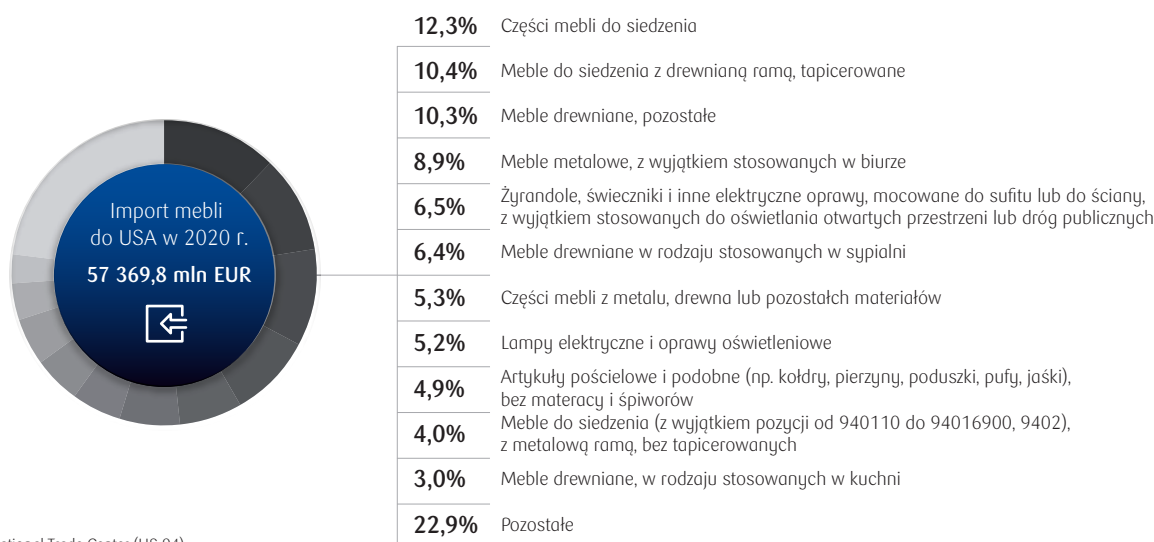 12,3% Części mebli do siedzenia
10,4% Meble do siedzenia z drewnianą ramą, tapicerowane
10,3% Meble drewniane, pozostałe
8,9% Meble metalowe, z wyjątkiem stosowanych w biurze
6,5% Żyrandole, świeczniki i inne elektryczne oprawy, mocowane do sufitu lub do ściany,
z wyjątkiem stosowanych do oświetlania otwartych przestrzeni lub dróg publicznych
6,4% Meble drewniane w rodzaju stosowanych w sypialni
5,3% Części mebli z metalu, drewna lub pozostałch materiałów
5,2% Lampy elektryczne i oprawy oświetleniowe
4,9% Artykuły pościelowe i podobne (np. kołdry, pierzyny, poduszki, pufy, jaśki),
bez materacy i śpiworów
4,0% Meble do siedzenia (z wyjątkiem pozycji od 940110 do 94016900, 9402),
z metalową ramą, bez tapicerowanych
3,0% Meble drewniane, w rodzaju stosowanych w kuchni
22,9% Pozostałe
Import mebli
do USA w 2020 r.
57 369,8 mln EUR